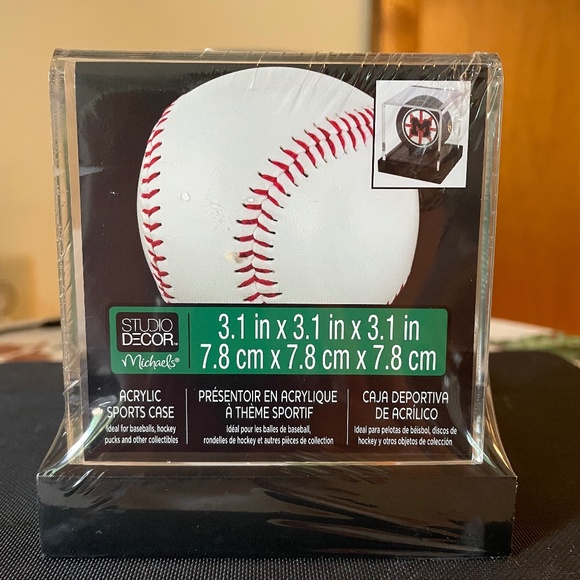 M
STUDIO
DECOR™
Michaels®
3.1 in x 3.1 in x 3.1 in
7.8 cm x 7.8 cm x 7.8 cm
ACRYLIC
SPORTS CASE
Ideal for baseballs, hockey
pucks and other collectibles
PRÉSENTOIR EN ACRYLIQUE
À THÈME SPORTIF
Idéal pour les balles de baseball,
rondelles de hockey et autres pièces de collection
CAJA DEPORTIVA
DE ACRÍLICO
Ideal para pelotas de béisbol, discos de
hockey y otros objetos de colección